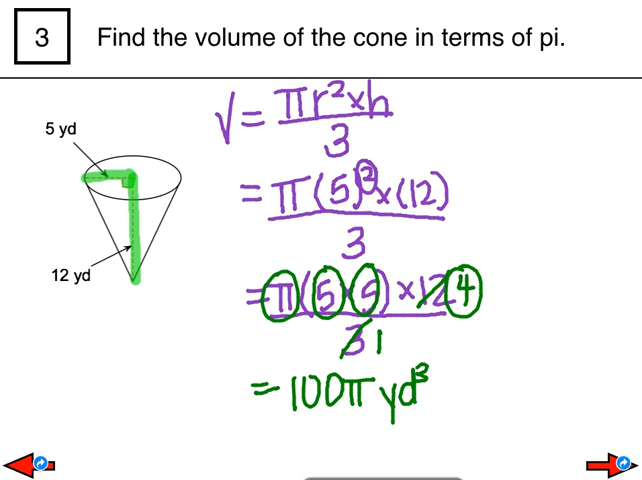 3 Find the volume of the cone in terms of pi.
5 yd
12 yd
V = πr²×h
3
= π(5)²×(12)
3
= π(5×5)×12 4
3 1
= 100π yd³